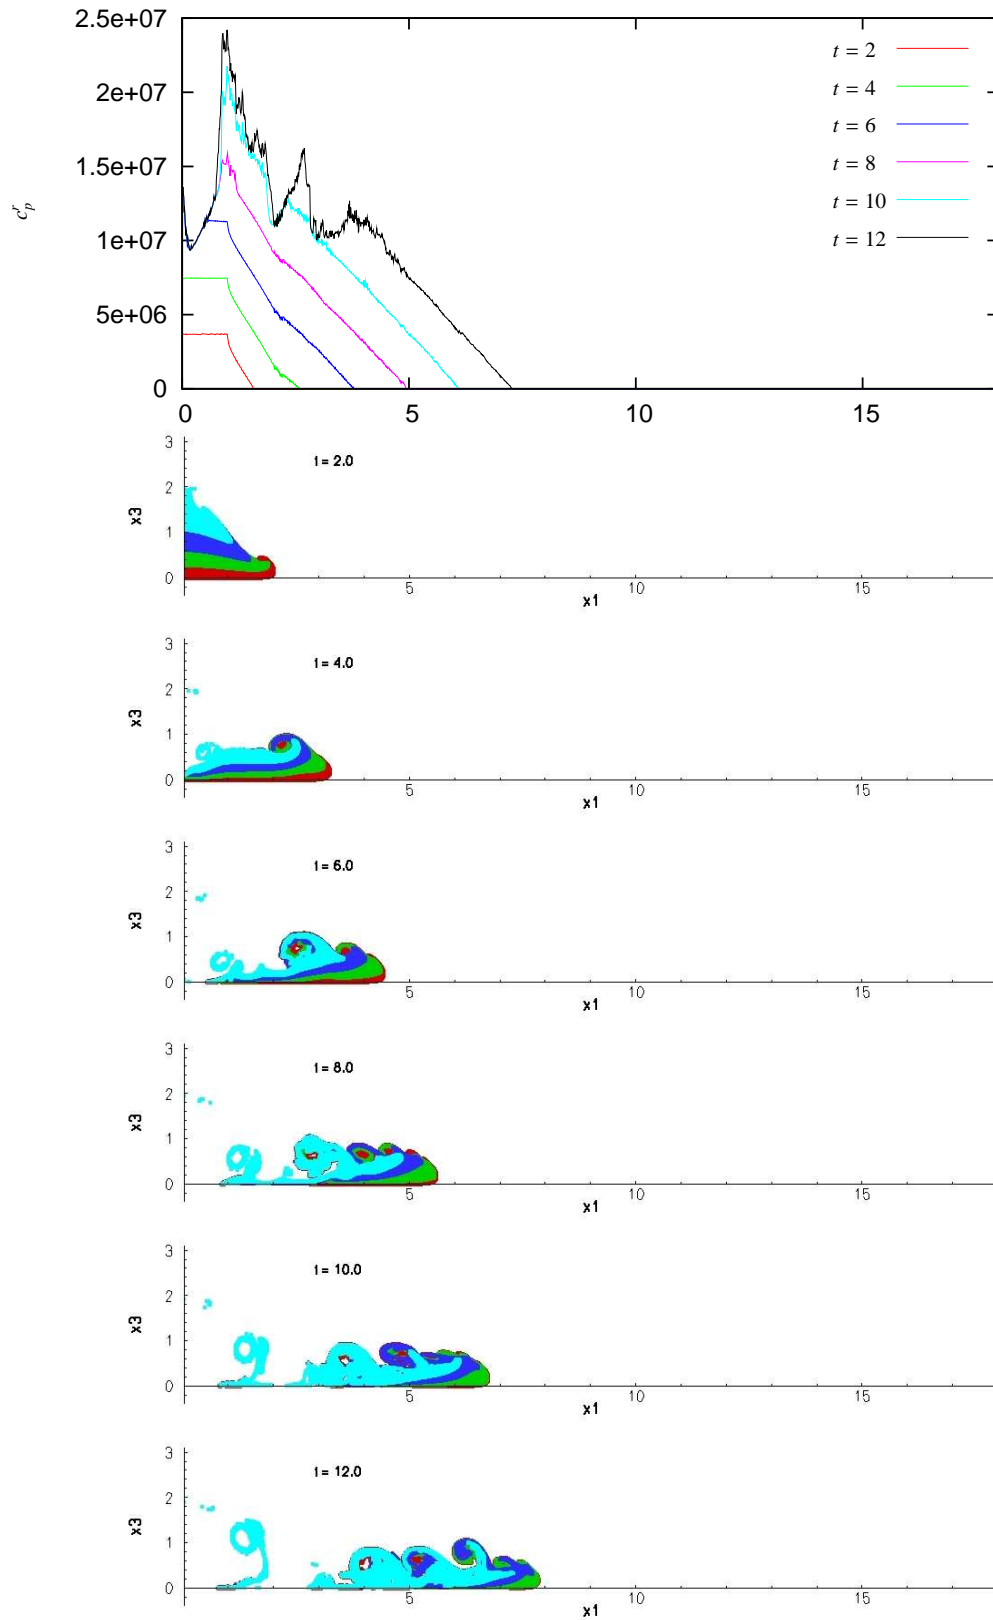 2.5e+07
2e+07
1.5e+07
1e+07
5e+06
0
c_p^r
t = 2
t = 4
t = 6
t = 8
t = 10
t = 12
0 5 10 15
3
2
1
0
x3
t= 2.0
5 10 15
x1
3
2
1
0
x3
t= 4.0
5 10 15
x1
3
2
1
0
x3
t= 6.0
5 10 15
x1
3
2
1
0
x3
t= 8.0
5 10 15
x1
3
2
1
0
x3
t= 10.0
5 10 15
x1
3
2
1
0
x3
t= 12.0
5 10 15
x1